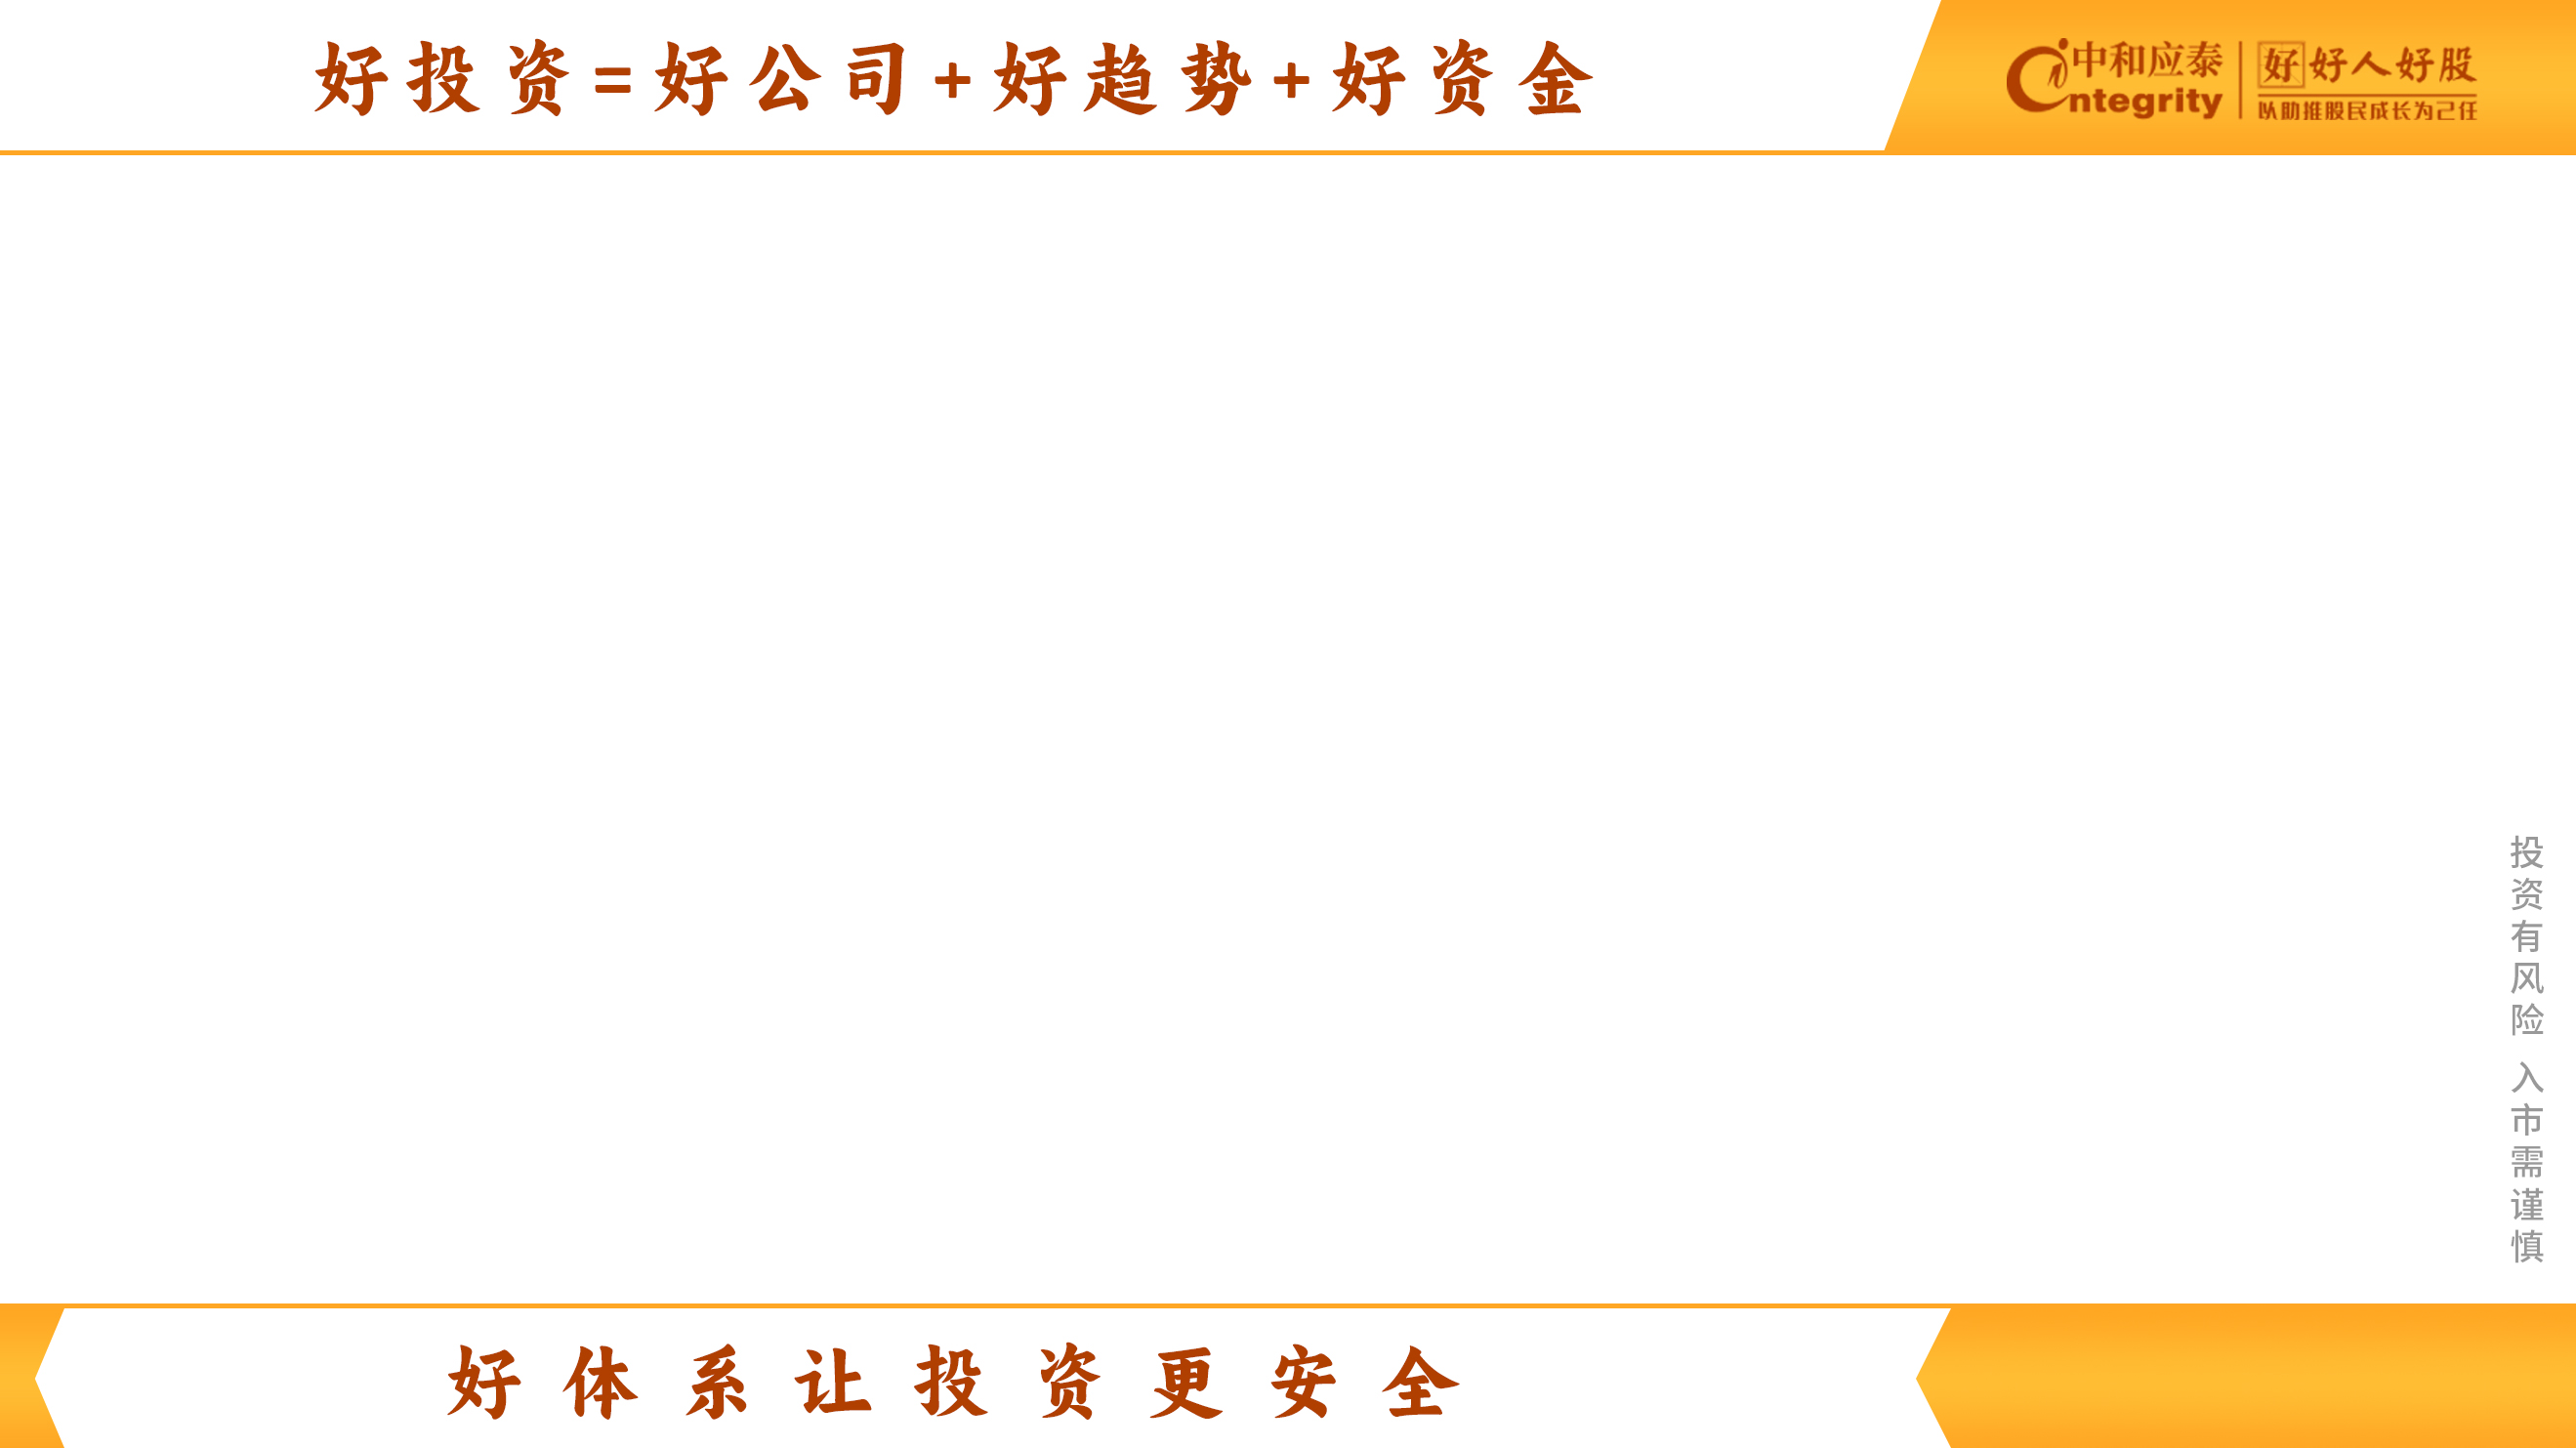 好投资=好公司+好趋势+好资金
中和应泰
ntegrity
好 好人好股
以助推股民成长为己任
投资有风险 入市需谨慎
好体系让投资更安全